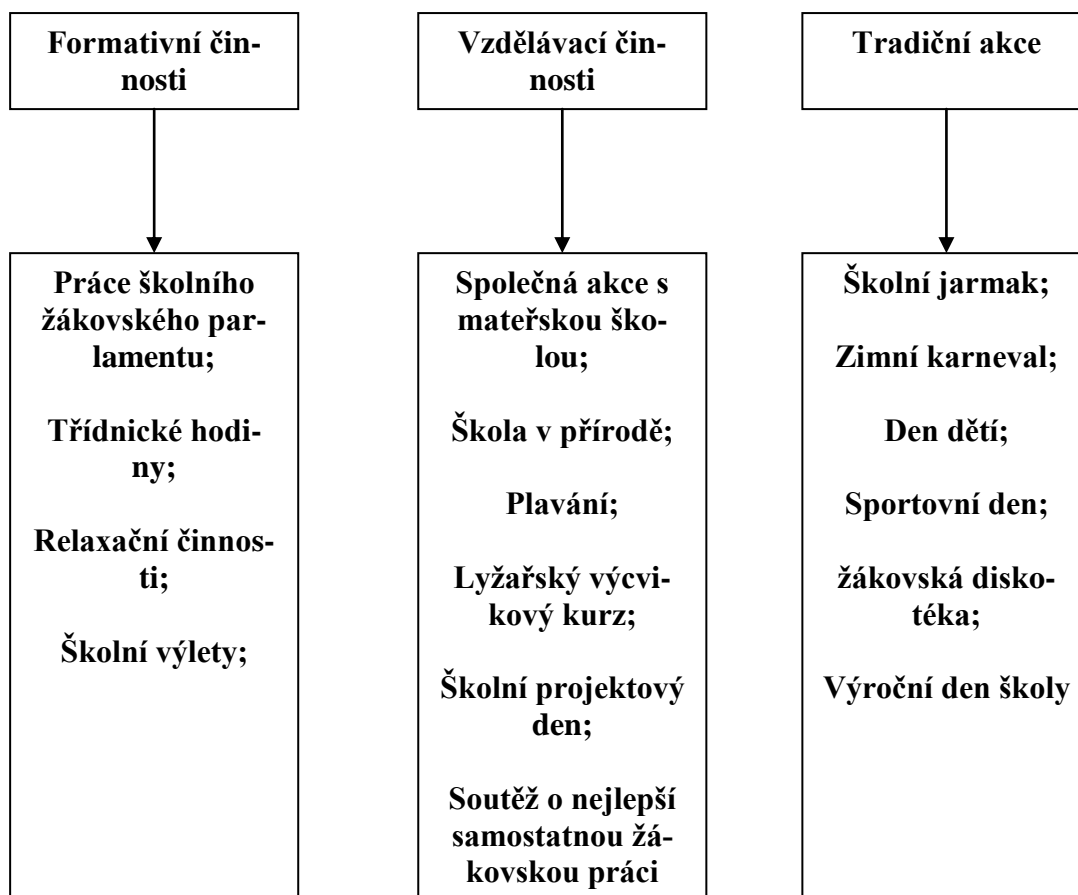 Formativní čin-
nosti
Vzdělávací čin-
nosti
Tradiční akce
Práce školního
žákovského par-
lamentu;
Třídnické hodi-
ny;
Relaxační činnos-
ti;
Školní výlety;
Společná akce s
mateřskou ško-
lou;
Škola v přírodě;
Plavání;
Lyžařský výcvi-
kový kurz;
Školní projektový
den;
Soutěž o nejlepší
samostatnou žá-
kovskou práci
Školní jarmak;
Zimní karneval;
Den dětí;
Sportovní den;
žákovská disko-
téka;
Výroční den školy